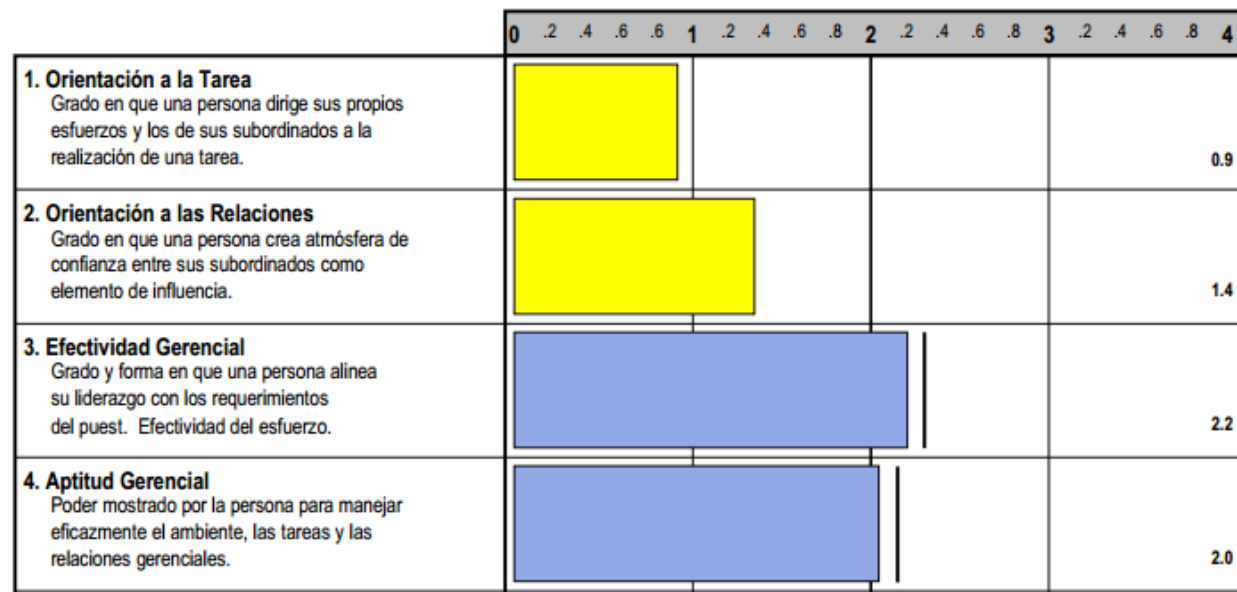 0 .2 .4 .6 .6 1 .2 .4 .6 .8 2 .2 .4 .6 .8 3 .2 .4 .6 .8 4
1. Orientación a la Tarea
Grado en que una persona dirige sus propios
esfuerzos y los de sus subordinados a la
realización de una tarea.
0.9
2. Orientación a las Relaciones
Grado en que una persona crea atmósfera de
confianza entre sus subordinados como
elemento de influencia.
1.4
3. Efectividad Gerencial
Grado y forma en que una persona alinea
su liderazgo con los requerimientos
del puest. Efectividad del esfuerzo.
2.2
4. Aptitud Gerencial
Poder mostrado por la persona para manejar
eficazmente el ambiente, las tareas y las
relaciones gerenciales.
2.0